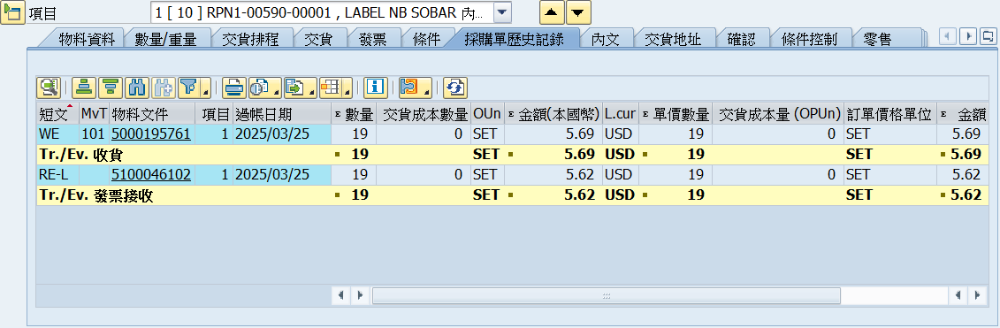 項目 1 [ 10 ] RPN1-00590-00001 , LABEL NB SOBAR 內...
物料資料 數量/重量 交貨排程 交貨 發票 條件 採購單歷史記錄 內文 交貨地址 確認 條件控制 零售
短文 MvT 物料文件 項目 過帳日期 Σ 數量 交貨成本數量 OUn Σ 金額(本國幣) L.cur Σ 單價數量 交貨成本量 (OPUn) 訂單價格單位 Σ 金額
WE 101 5000195761 1 2025/03/25 19 0 SET 5.69 USD 19 0 SET 5.69
Tr./Ev. 收貨 ▪ 19 SET ▪ 5.69 USD ▪ 19 SET ▪ 5.69
RE-L 5100046102 1 2025/03/25 19 0 SET 5.62 USD 19 0 SET 5.62
Tr./Ev. 發票接收 ▪ 19 SET ▪ 5.62 USD ▪ 19 SET ▪ 5.62